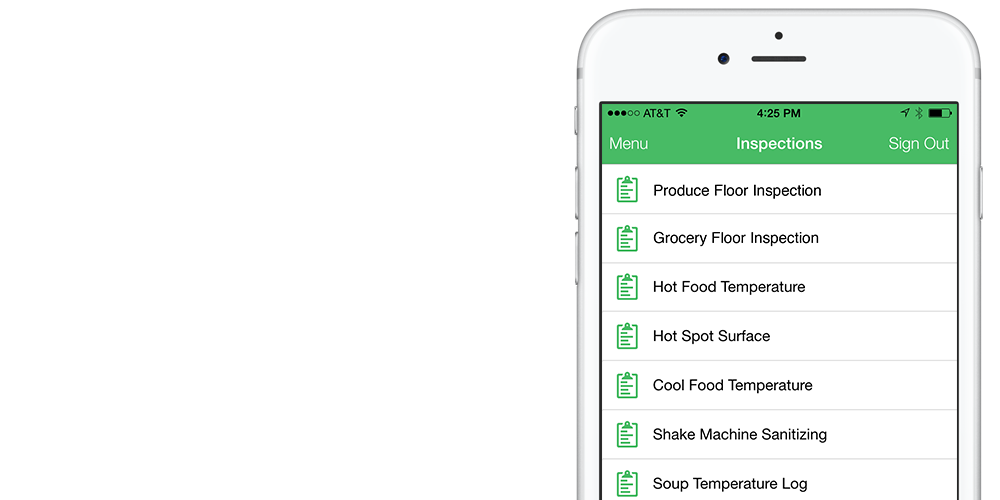 AT&T 4:25 PM
Menu Inspections Sign Out
Produce Floor Inspection
Grocery Floor Inspection
Hot Food Temperature
Hot Spot Surface
Cool Food Temperature
Shake Machine Sanitizing
Soup Temperature Log